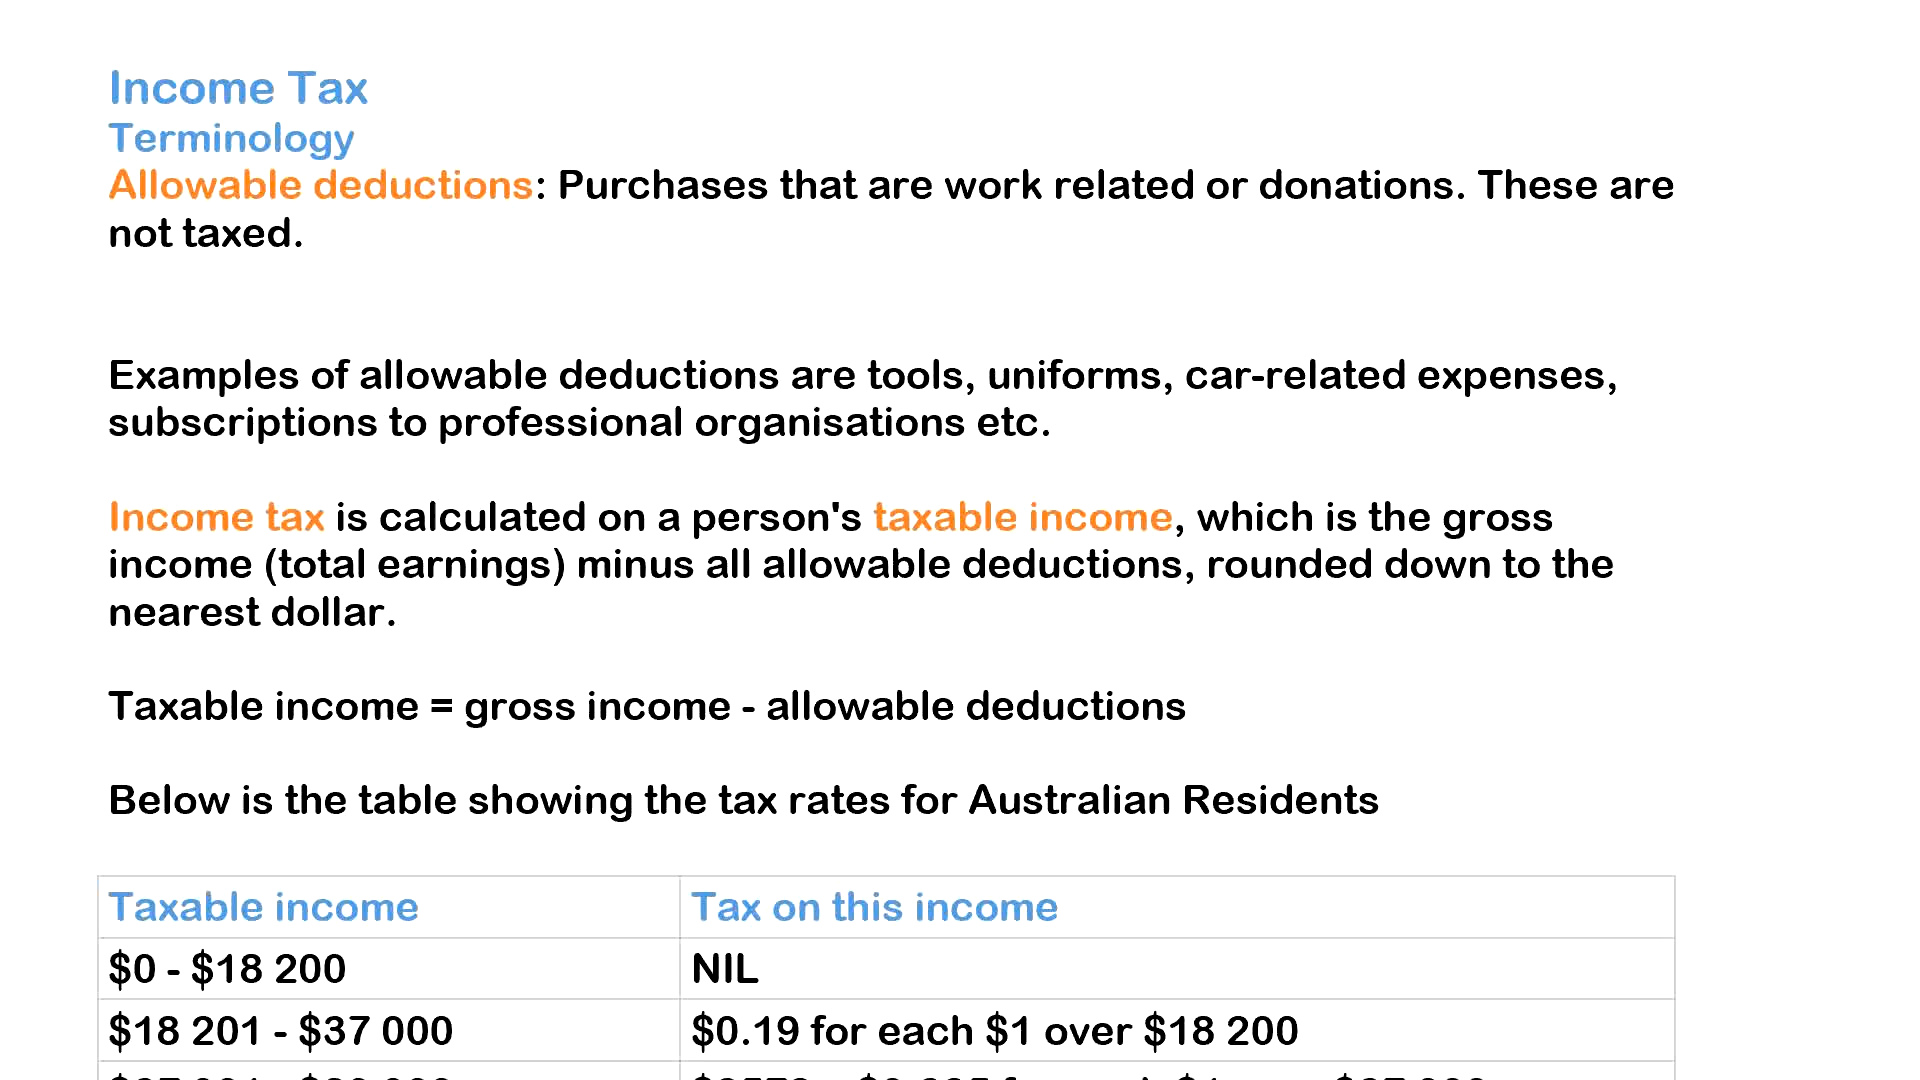 Income Tax
Terminology
Allowable deductions: Purchases that are work related or donations. These are
not taxed.
Examples of allowable deductions are tools, uniforms, car-related expenses,
subscriptions to professional organisations etc.
Income tax is calculated on a person's taxable income, which is the gross
income (total earnings) minus all allowable deductions, rounded down to the
nearest dollar.
Taxable income = gross income - allowable deductions
Below is the table showing the tax rates for Australian Residents
Taxable income Tax on this income
$0 - $18 200 NIL
$18 201 - $37 000 $0.19 for each $1 over $18 200